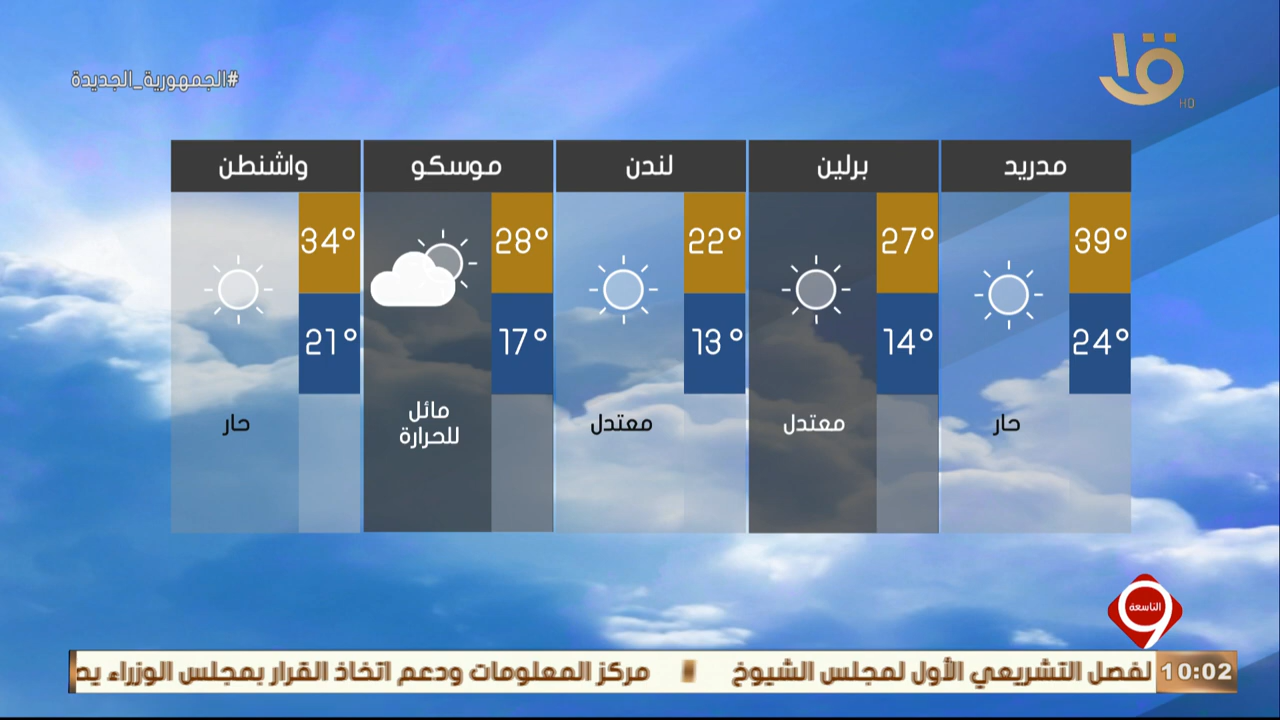 #الجمهورية_الجديدة
HD
مدريد
39°
24°
حار
برلين
27°
14°
معتدل
لندن
22°
13°
معتدل
موسكو
28°
17°
مائل
للحرارة
واشنطن
34°
21°
حار
التاسعة
9
10:02
لفصل التشريعي الأول لمجلس الشيوخ
مركز المعلومات ودعم اتخاذ القرار بمجلس الوزراء